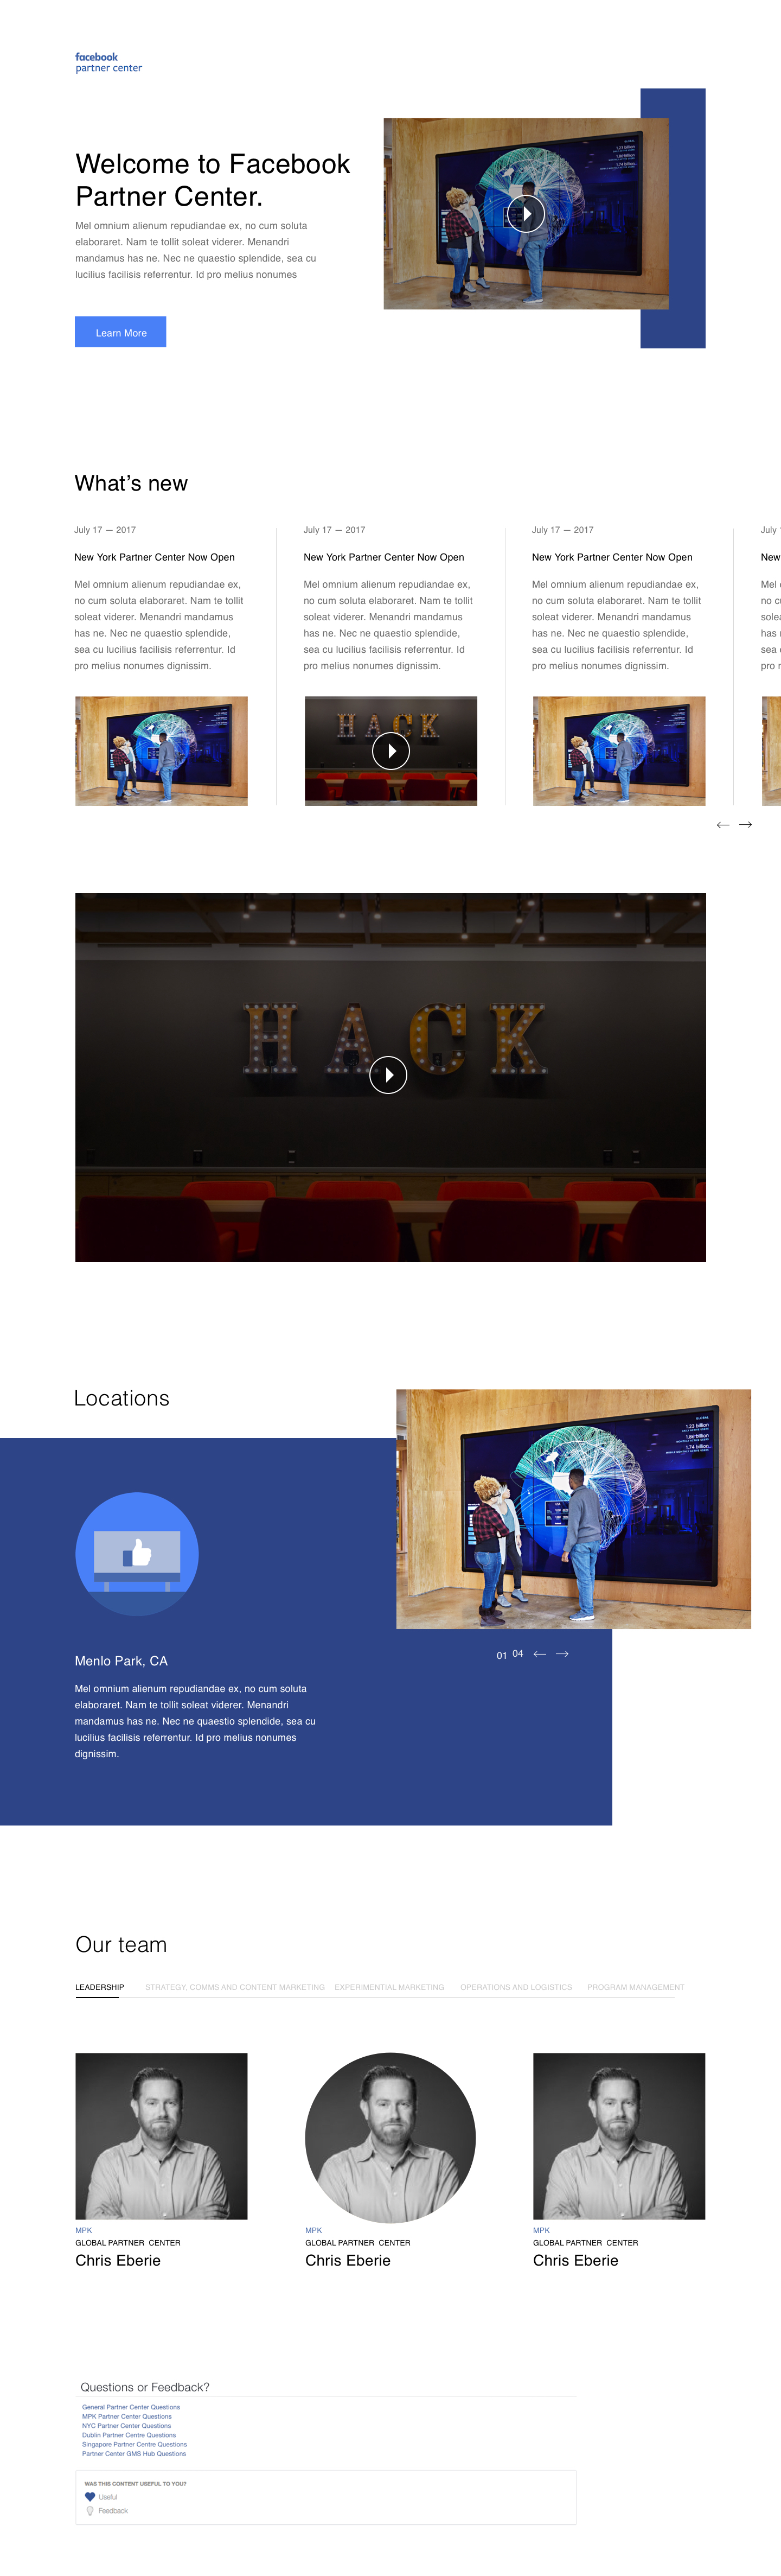 facebook
partner center
Welcome to Facebook
Partner Center.
Mel omnium alienum repudiandae ex, no cum soluta
elaboraret. Nam te tollit soleat viderer. Menandri
mandamus has ne. Nec ne quaestio splendide, sea cu
lucilius facilisis referrentur. Id pro melius nonumes
Learn More
What's new
July 17 — 2017
New York Partner Center Now Open
Mel omnium alienum repudiandae ex,
no cum soluta elaboraret. Nam te tollit
soleat viderer. Menandri mandamus
has ne. Nec ne quaestio splendide,
sea cu lucilius facilisis referrentur. Id
pro melius nonumes dignissim.
July 17 — 2017
New York Partner Center Now Open
Mel omnium alienum repudiandae ex,
no cum soluta elaboraret. Nam te tollit
soleat viderer. Menandri mandamus
has ne. Nec ne quaestio splendide,
sea cu lucilius facilisis referrentur. Id
pro melius nonumes dignissim.
HACK
July 17 — 2017
New York Partner Center Now Open
Mel omnium alienum repudiandae ex,
no cum soluta elaboraret. Nam te tollit
soleat viderer. Menandri mandamus
has ne. Nec ne quaestio splendide,
sea cu lucilius facilisis referrentur. Id
pro melius nonumes dignissim.
July
New
Mel
no
has
sea
pro
HACK
Locations
GLOBAL
1.23 billion
1.66 billion
1.74 billion
Menlo Park, CA
Mel omnium alienum repudiandae ex, no cum soluta
elaboraret. Nam te tollit soleat viderer. Menandri
mandamus has ne. Nec ne quaestio splendide, sea cu
lucilius facilisis referrentur. Id pro melius nonumes
dignissim.
01 04
Our team
LEADERSHIP STRATEGY, COMMS AND CONTENT MARKETING EXPERIMENTIAL MARKETING OPERATIONS AND LOGISTICS PROGRAM MANAGEMENT
MPK
GLOBAL PARTNER CENTER
Chris Eberie
MPK
GLOBAL PARTNER CENTER
Chris Eberie
MPK
GLOBAL PARTNER CENTER
Chris Eberie
Questions or Feedback?
General Partner Center Questions
MPK Partner Center Questions
NYC Partner Center Questions
Dublin Partner Centre Questions
Singapore Partner Centre Questions
Partner Center GMS Hub Questions
WAS THIS CONTENT USEFUL TO YOU?
Useful
Feedback